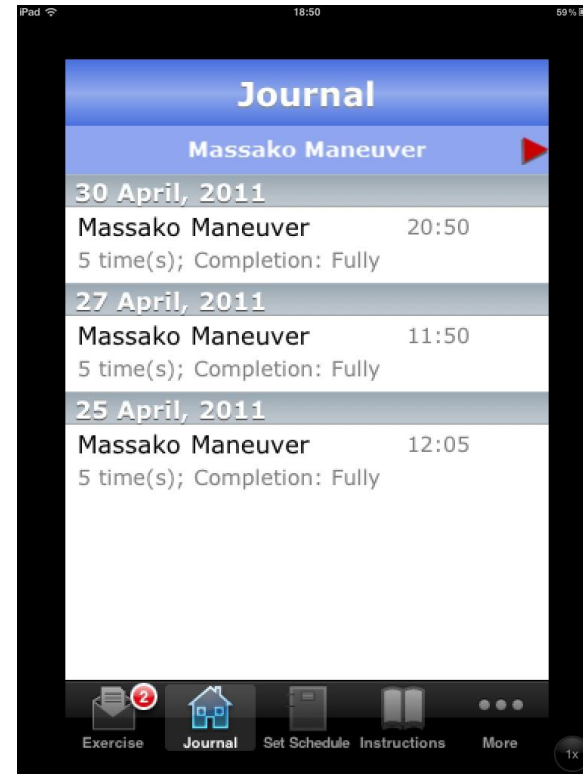 iPad 18:50 59%
Journal
Massako Maneuver
30 April, 2011
Massako Maneuver 20:50
5 time(s); Completion: Fully
27 April, 2011
Massako Maneuver 11:50
5 time(s); Completion: Fully
25 April, 2011
Massako Maneuver 12:05
5 time(s); Completion: Fully
2
Exercise Journal Set Schedule Instructions More
1x